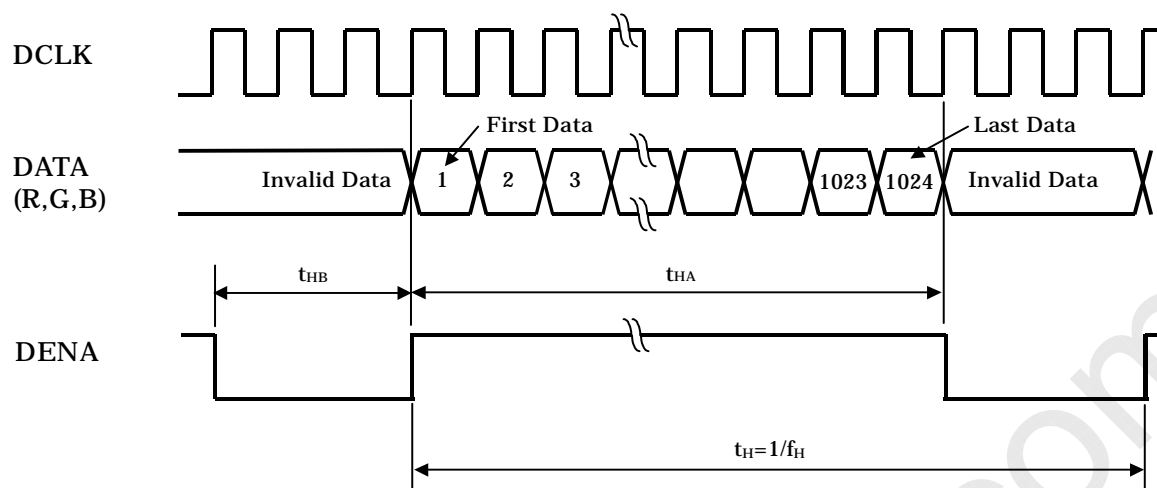 DCLK
First Data
Last Data
DATA
(R,G,B)
Invalid Data
1
2
3
1023
1024
Invalid Data
tHB
tHA
DENA
tH=1/fH
com